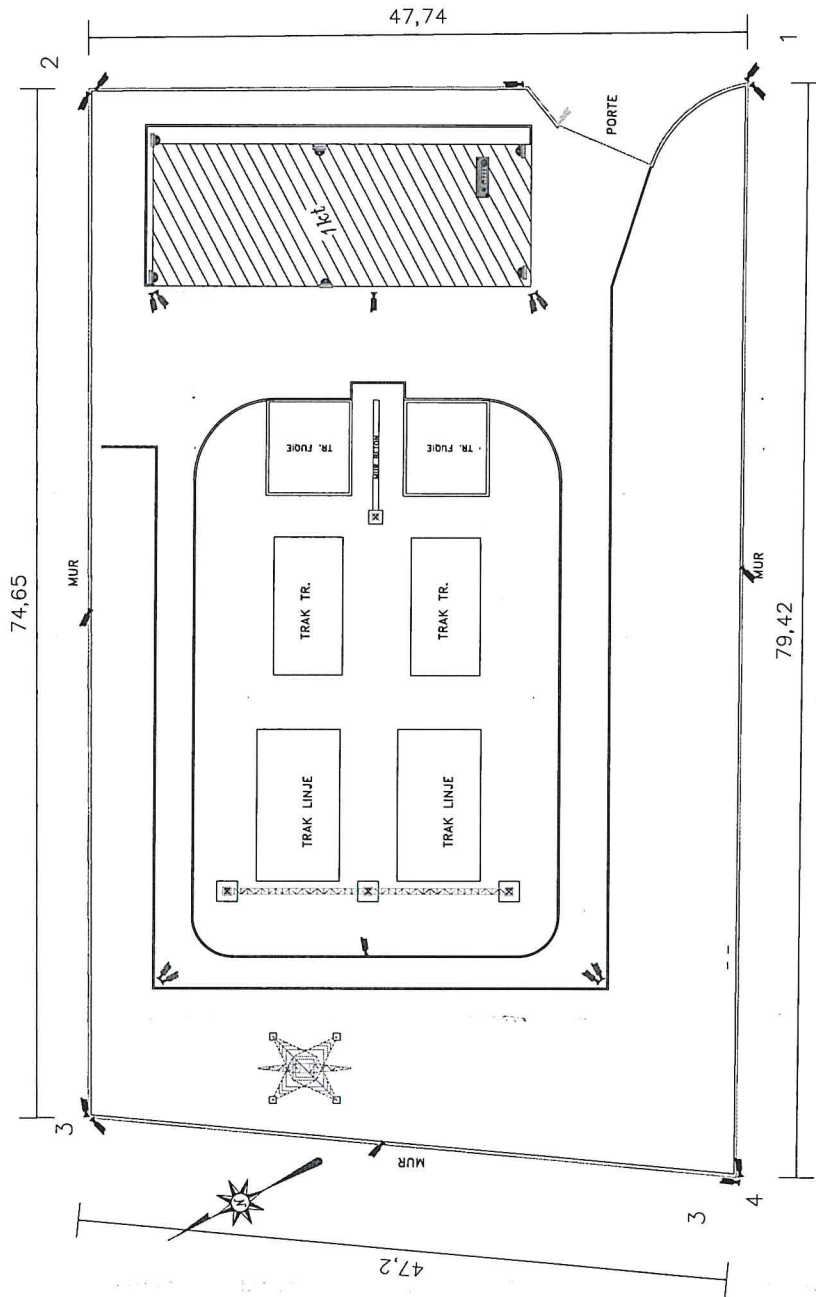 47,74
2
1
PORTE
1kt
TR. FUQIE
TR. FUQIE
MUR BETON
MUR
74,65
TRAK TR.
TRAK TR.
MUR
79,42
TRAK LINJE
TRAK LINJE
3
MUR
N
3
4
47,2